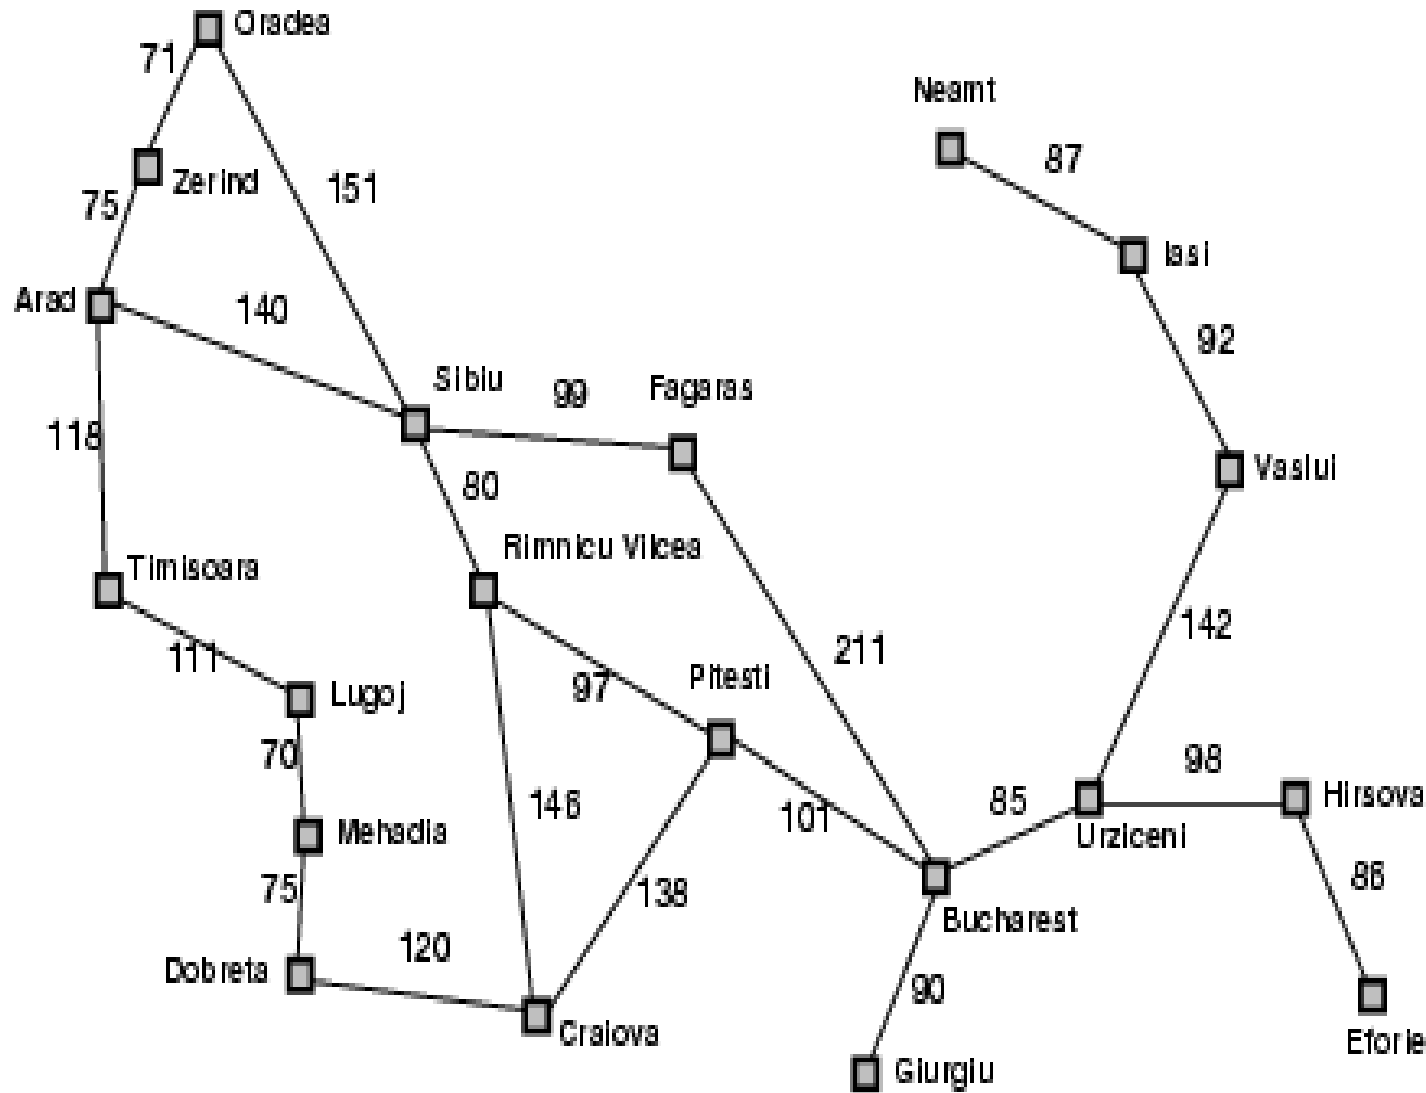 Oradea
71
Neamt
87
Zerind
151
75
Iasi
Arad
140
92
Sibiu
99
Fagaras
118
80
Vaslui
Rimnicu Vilcea
Timisoara
142
111
211
Pitesti
97
Lugoj
70
98
Hirsova
146
101
85
Mehadia
Urziceni
75
138
86
Bucharest
120
Dobreta
90
Craiova
Eforie
Giurgiu